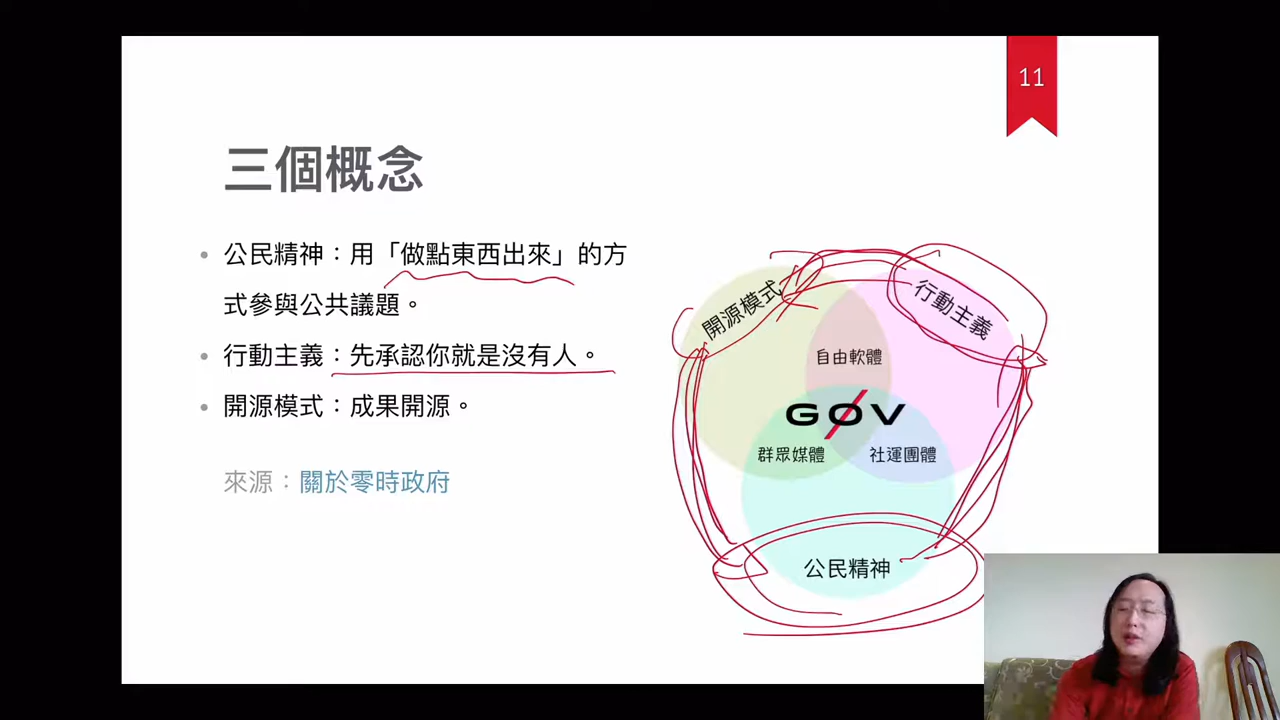 11
三個概念
公民精神：用「做點東西出來」的方
式參與公共議題。
行動主義：先承認你就是沒有人。
開源模式：成果開源。
來源：關於零時政府
開源模式
行動主義
自由軟體
GØV
群眾媒體
社運團體
公民精神